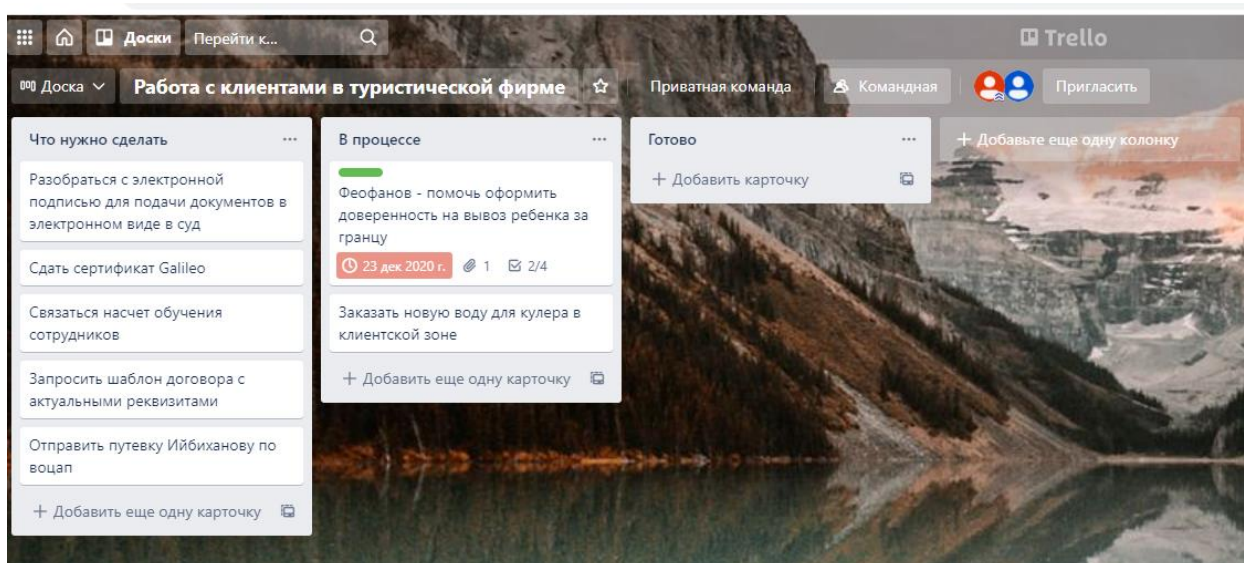 Доски
Перейти к...
Trello
Доска
Работа с клиентами в туристической фирме
Приватная команда
Командная
Пригласить
Что нужно сделать
Разобраться с электронной
подписью для подачи документов в
электронном виде в суд
Сдать сертификат Galileo
Связаться насчет обучения
сотрудников
Запросить шаблон договора с
актуальными реквизитами
Отправить путевку Ийбиханову по
воцап
+ Добавить еще одну карточку
В процессе
Феофанов - помочь оформить
доверенность на вывоз ребенка за
гранцу
23 дек 2020 г. 1 2/4
Заказать новую воду для кулера в
клиентской зоне
+ Добавить еще одну карточку
Готово
+ Добавить карточку
+ Добавьте еще одну колонку